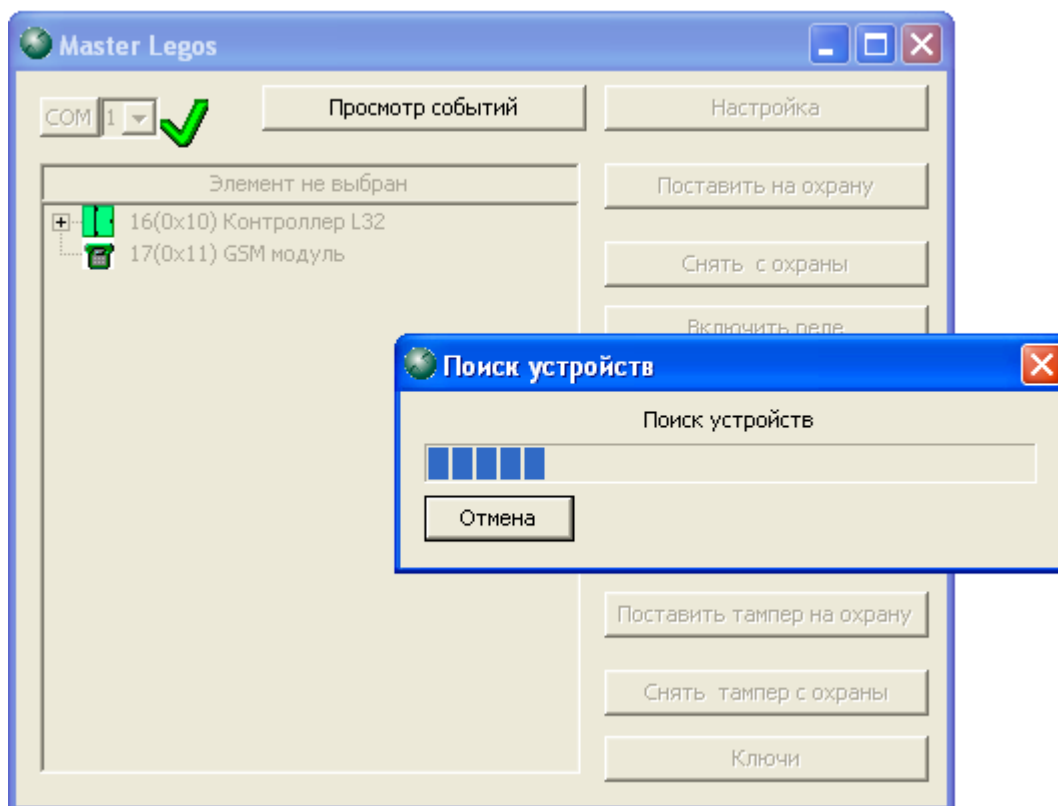 Master Legos
COM 1
Просмотр событий
Настройка
Элемент не выбран
Поставить на охрану
16(0x10) Контроллер L32
17(0x11) GSM модуль
Снять с охраны
Включить реле
Поиск устройств
Поиск устройств
Отмена
Поставить тампер на охрану
Снять тампер с охраны
Ключи